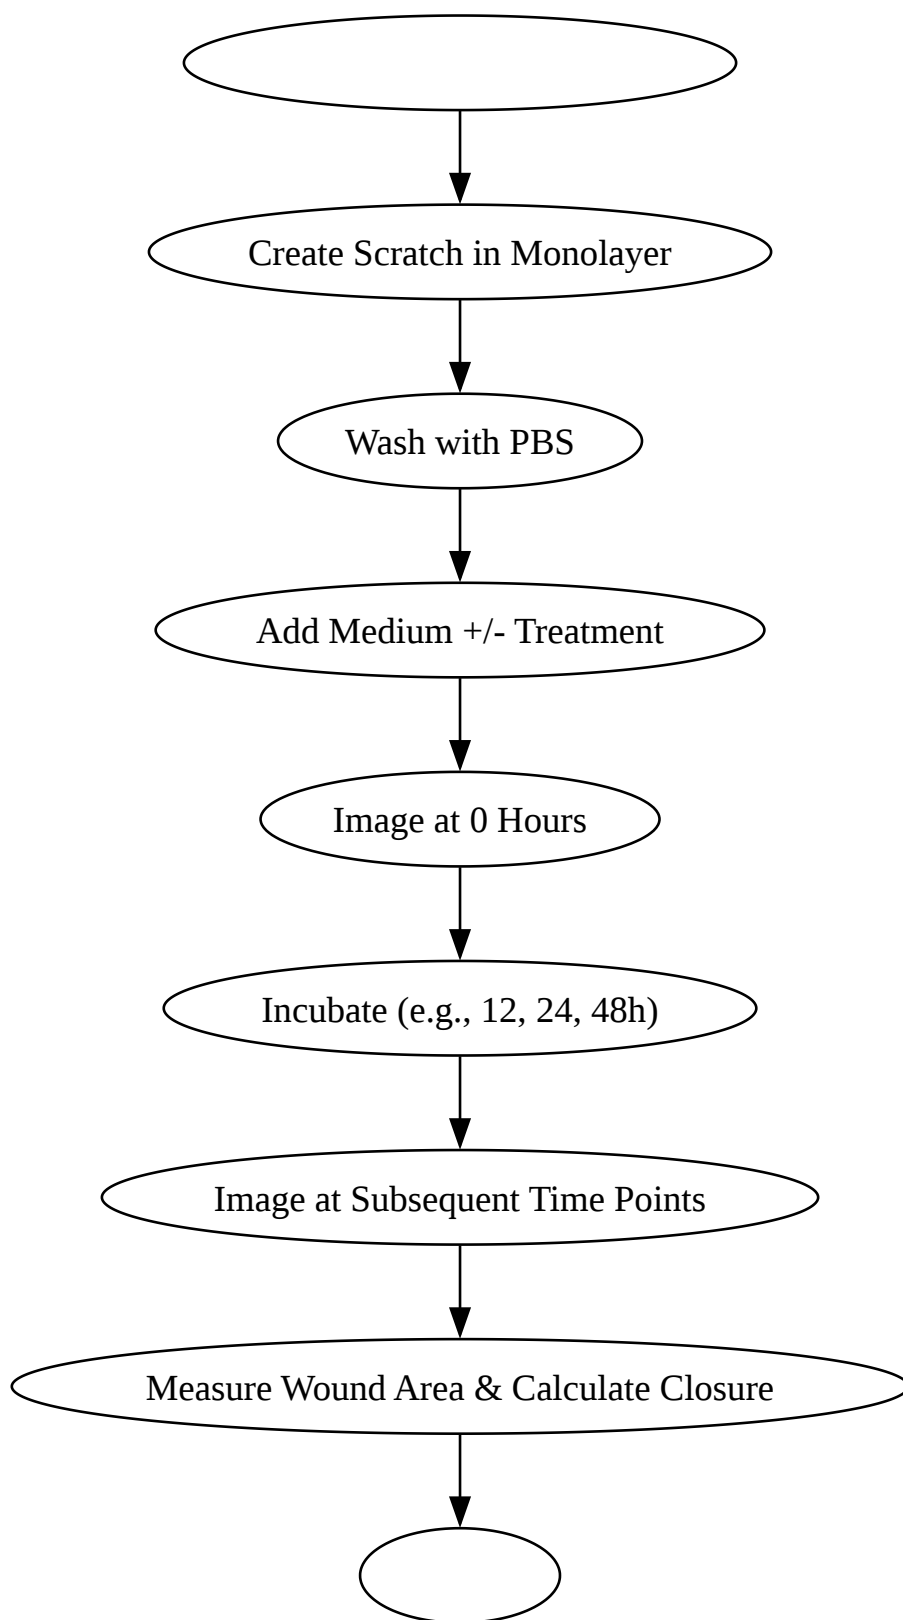 Create Scratch in Monolayer
Wash with PBS
Add Medium +/- Treatment
Image at 0 Hours
Incubate (e.g., 12, 24, 48h)
Image at Subsequent Time Points
Measure Wound Area & Calculate Closure